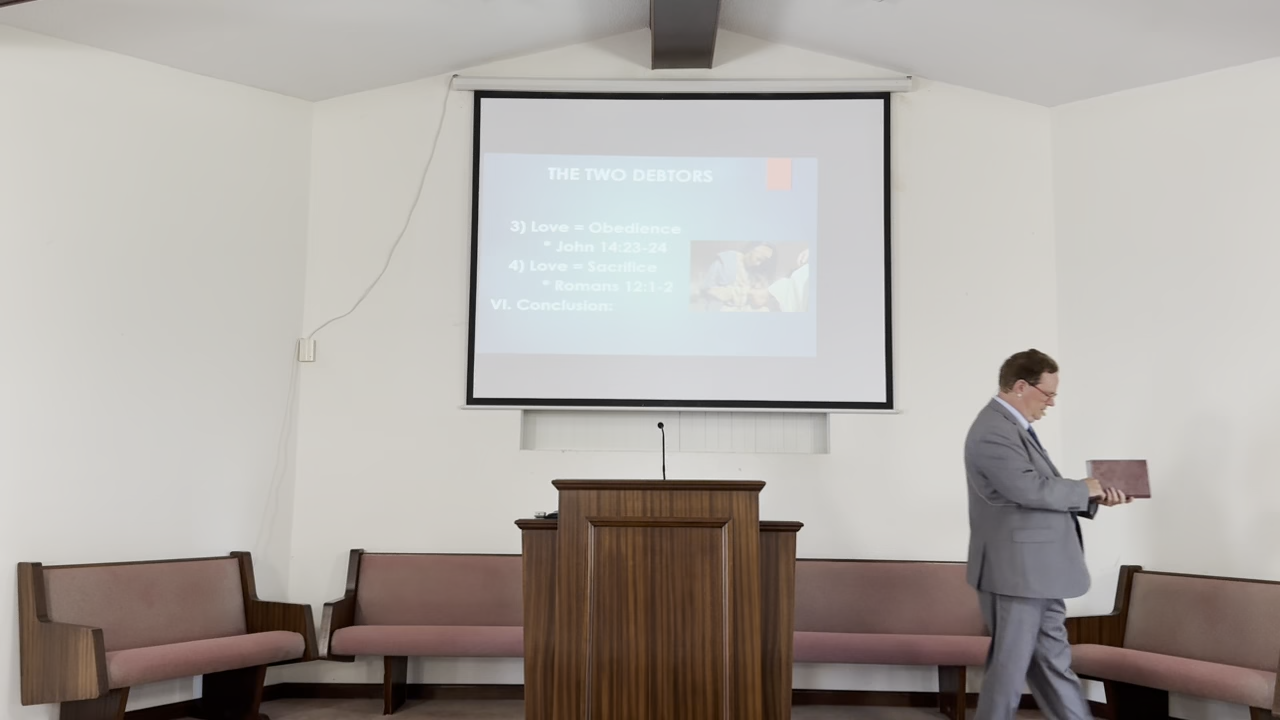 THE TWO DEBTORS
3) Love = Obedience
* John 14:23-24
4) Love = Sacrifice
* Romans 12:1-2
VI. Conclusion: